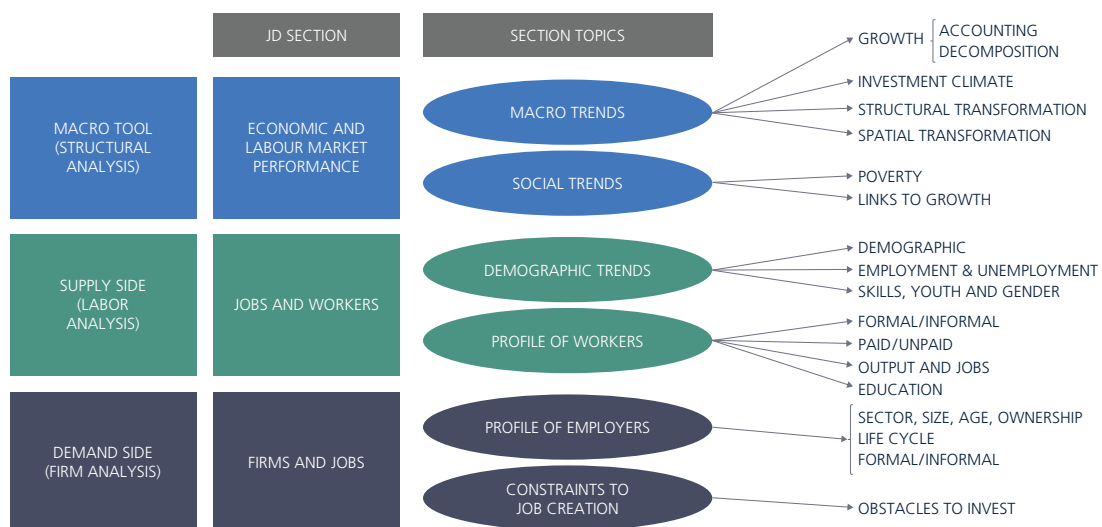 JD SECTION
SECTION TOPICS
MACRO TOOL
(STRUCTURAL
ANALYSIS)
ECONOMIC AND
LABOUR MARKET
PERFORMANCE
MACRO TRENDS
GROWTH
ACCOUNTING
DECOMPOSITION
INVESTMENT CLIMATE
STRUCTURAL TRANSFORMATION
SPATIAL TRANSFORMATION
SOCIAL TRENDS
POVERTY
LINKS TO GROWTH
SUPPLY SIDE
(LABOR
ANALYSIS)
JOBS AND WORKERS
DEMOGRAPHIC TRENDS
DEMOGRAPHIC
EMPLOYMENT & UNEMPLOYMENT
SKILLS, YOUTH AND GENDER
PROFILE OF WORKERS
FORMAL/INFORMAL
PAID/UNPAID
OUTPUT AND JOBS
EDUCATION
DEMAND SIDE
(FIRM ANALYSIS)
FIRMS AND JOBS
PROFILE OF EMPLOYERS
SECTOR, SIZE, AGE, OWNERSHIP
LIFE CYCLE
FORMAL/INFORMAL
CONSTRAINTS TO
JOB CREATION
OBSTACLES TO INVEST